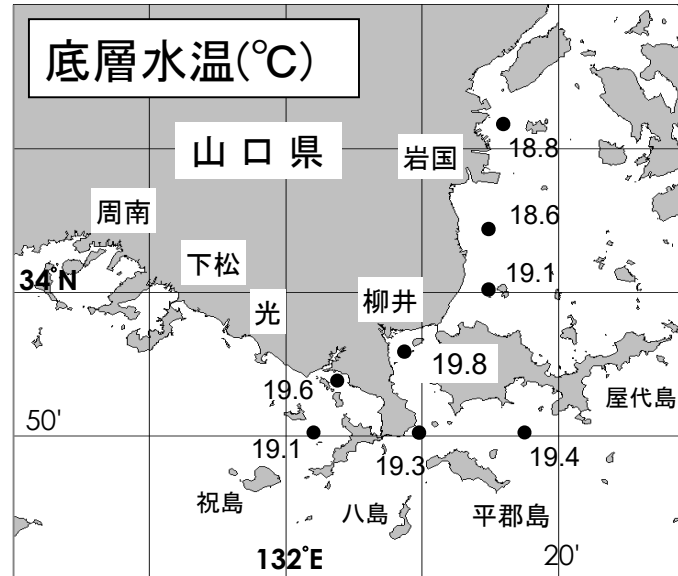 底層水温(℃)
山口県
岩国
18.8
周南
18.6
下松
34°N
19.1
光
柳井
19.8
19.6
屋代島
50'
19.1
19.3
19.4
祝島
八島
平郡島
132°E
20'